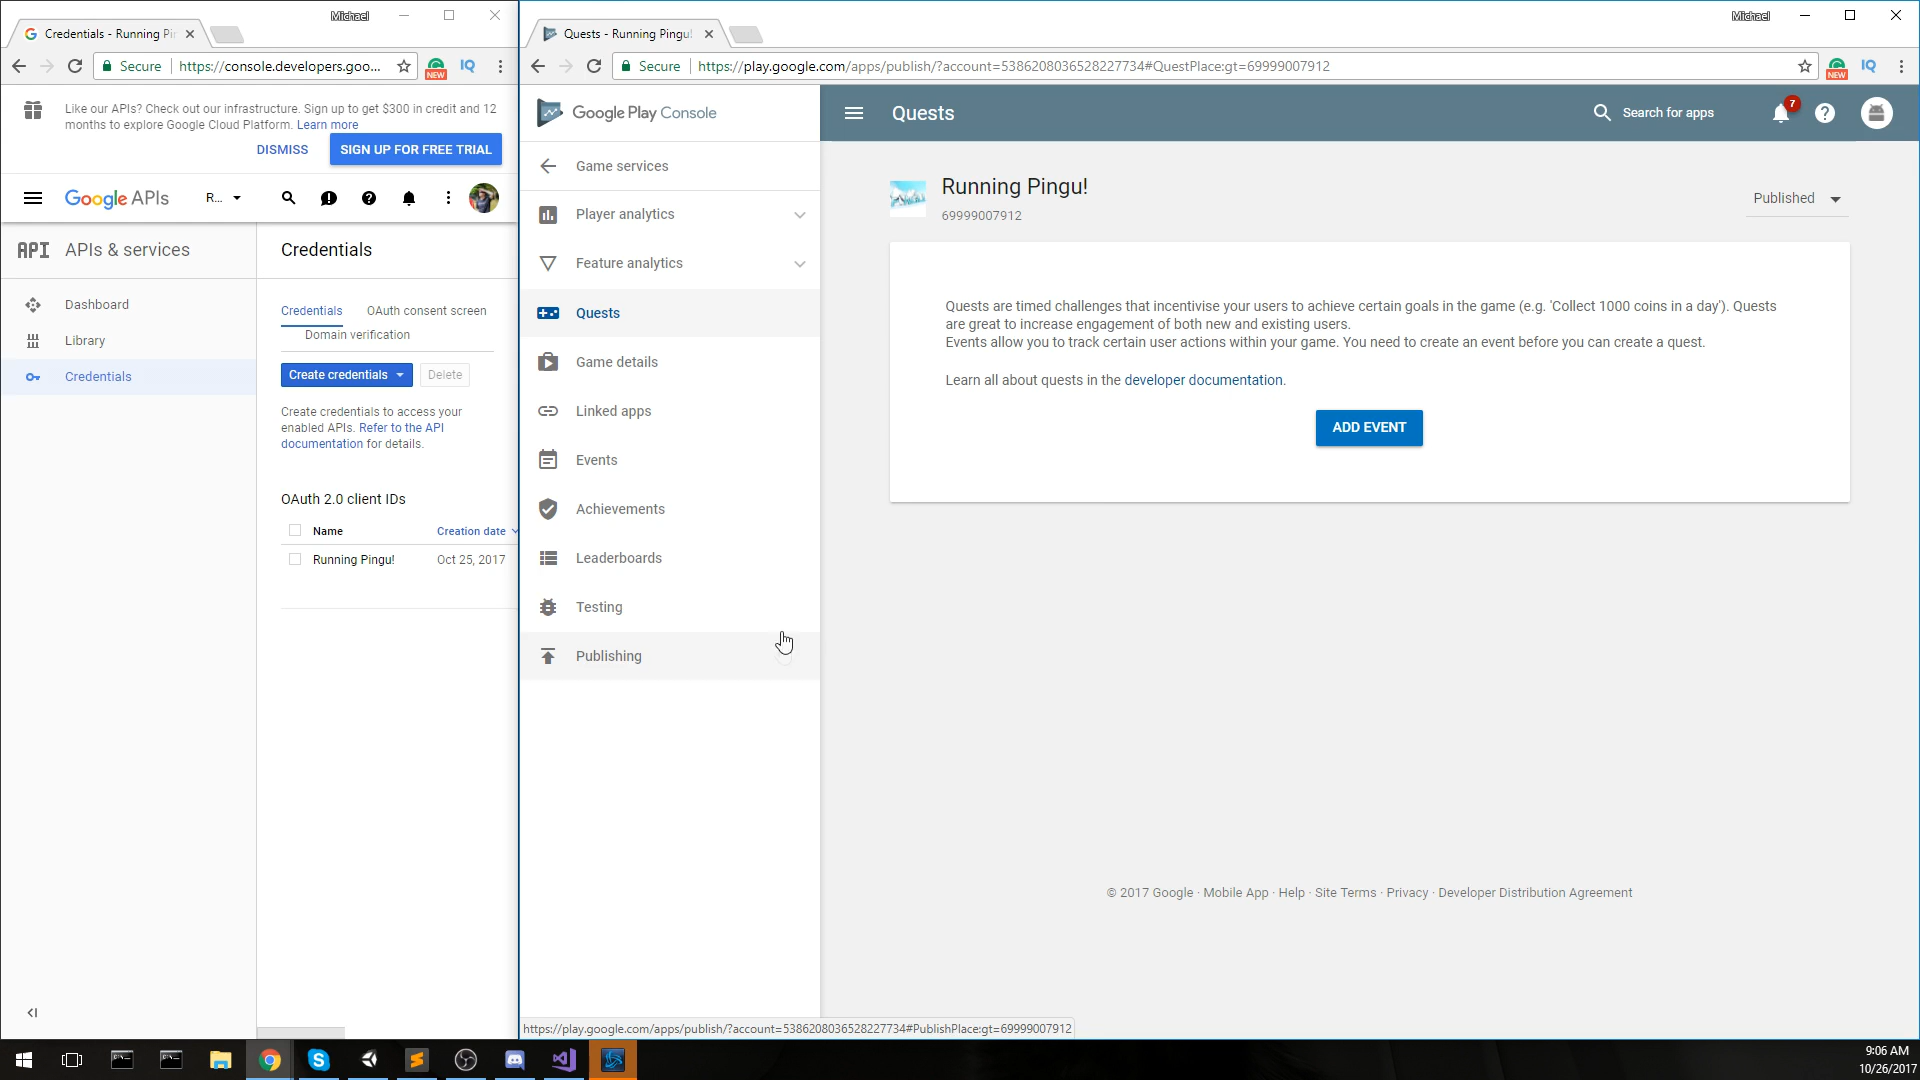 Michael
Credentials - Running Pin
Secure
https://console.developers.goo...
NEW
IQ
Like our APIs? Check out our infrastructure. Sign up to get $300 in credit and 12
months to explore Google Cloud Platform. Learn more
DISMISS
SIGN UP FOR FREE TRIAL
Google APIs
R...
API
APIs & services
Dashboard
Library
Credentials
Credentials
Credentials
OAuth consent screen
Domain verification
Create credentials
Delete
Create credentials to access your
enabled APIs. Refer to the API
documentation for details.
OAuth 2.0 client IDs
Name
Creation date
Running Pingu!
Oct 25, 2017
Michael
Quests - Running Pingu!
Secure
https://play.google.com/apps/publish/?account=5386208036528227734#QuestPlace:gt=69999007912
NEW
IQ
Google Play Console
Game services
Player analytics
Feature analytics
Quests
Game details
Linked apps
Events
Achievements
Leaderboards
Testing
Publishing
Quests
Search for apps
7
Running Pingu!
69999007912
Published
Quests are timed challenges that incentivise your users to achieve certain goals in the game (e.g. 'Collect 1000 coins in a day'). Quests
are great to increase engagement of both new and existing users.
Events allow you to track certain user actions within your game. You need to create an event before you can create a quest.
Learn all about quests in the developer documentation.
ADD EVENT
© 2017 Google · Mobile App · Help · Site Terms · Privacy · Developer Distribution Agreement
https://play.google.com/apps/publish/?account=5386208036528227734#PublishPlace:gt=69999007912
9:06 AM
10/26/2017